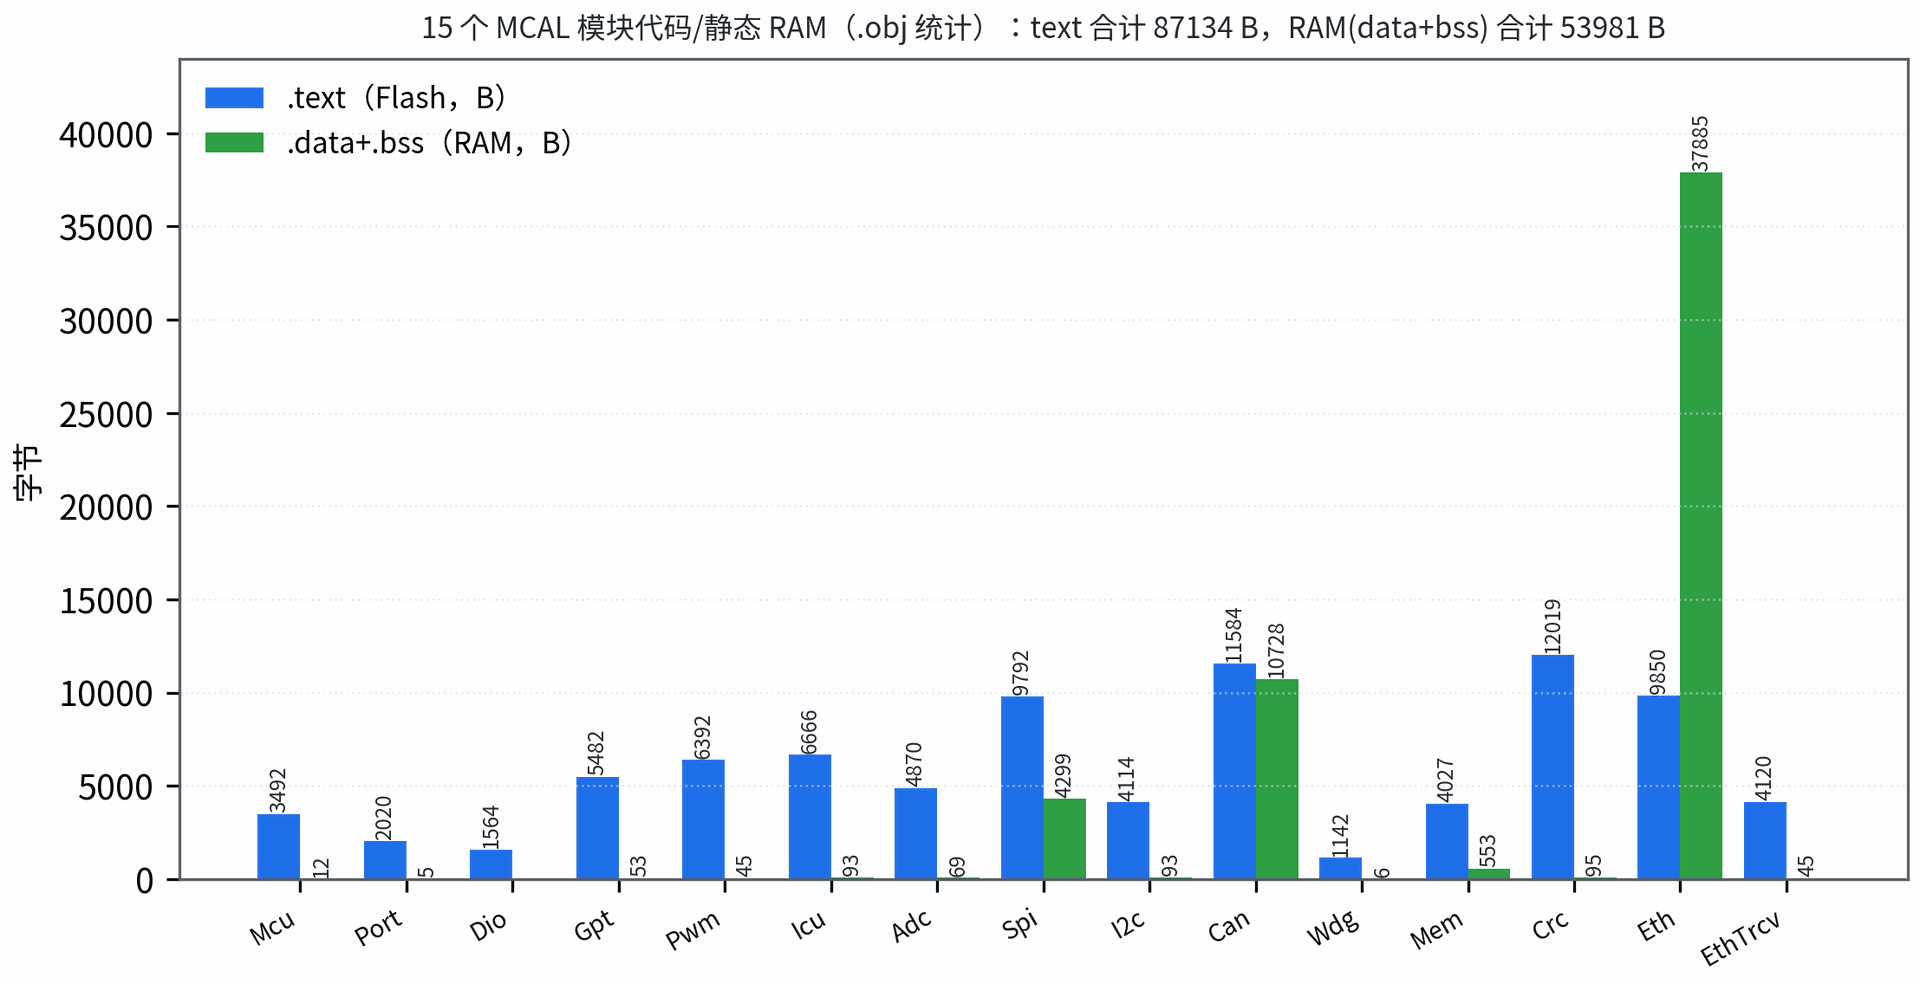 15 个 MCAL 模块代码/静态 RAM（.obj 统计）：text 合计 87134 B，RAM(data+bss) 合计 53981 B
.text（Flash，B）
.data+.bss（RAM，B）
字节
40000
35000
30000
25000
20000
15000
10000
5000
0
3492
12
2020
5
1564
5482
53
6392
45
6666
93
4870
69
9792
4299
4114
93
11584
10728
1142
6
4027
553
12019
95
9850
37885
4120
45
Mcu
Port
Dio
Gpt
Pwm
Icu
Adc
Spi
I2c
Can
Wdg
Mem
Crc
Eth
EthTrcv